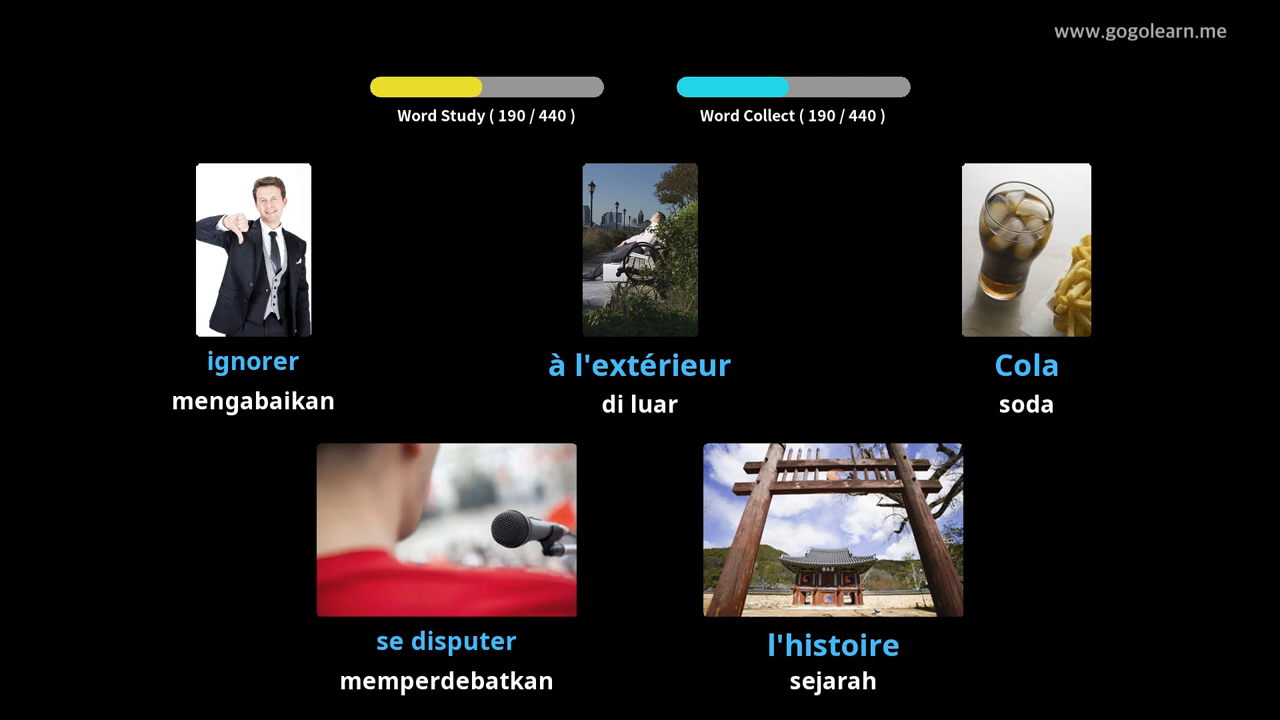 www.gogolearn.me
Word Study ( 190 / 440 )
Word Collect ( 190 / 440 )
ignorer
mengabaikan
à l'extérieur
di luar
Cola
soda
se disputer
memperdebatkan
l'histoire
sejarah